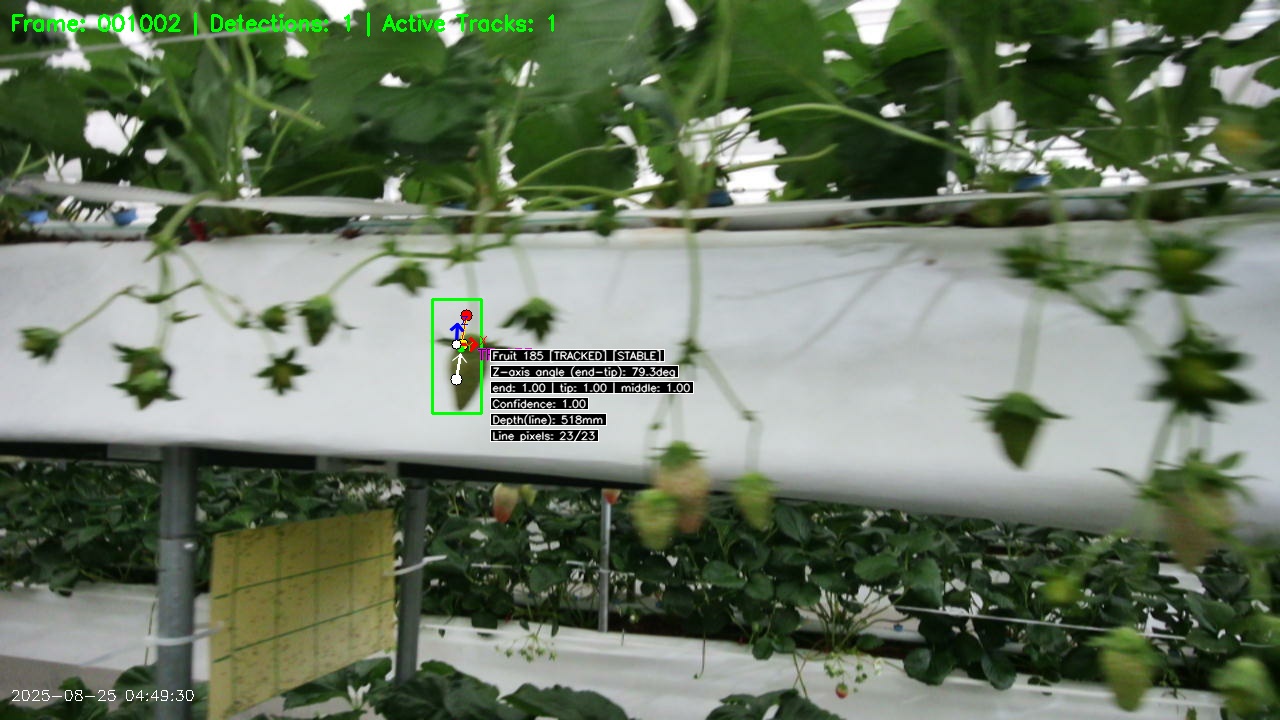 Frame: 001002 | Detections: 1 | Active Tracks: 1
Fruit 185 [TRACKED] [STABLE]
Z-axis angle (end-tip): 79.3deg
end: 1.00 | tip: 1.00 | middle: 1.00
Confidence: 1.00
Depth(line): 518mm
Line pixels: 23/23
2025-08-25 04:49:30